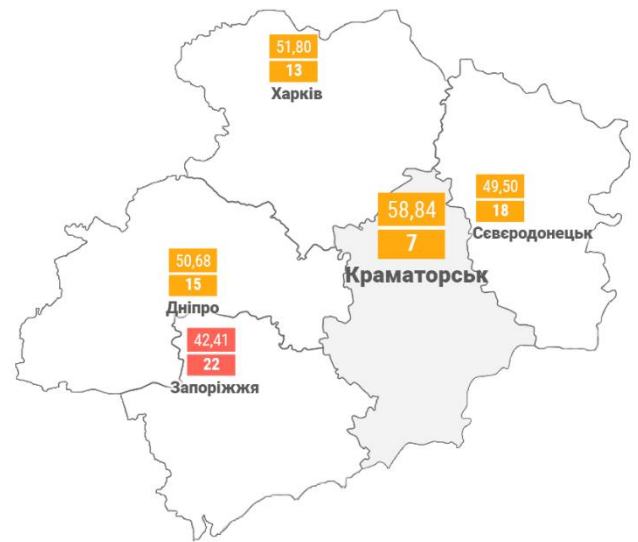 51,80
13
Харків
49,50
18
Сєвєродонецьк
58,84
7
Краматорськ
50,68
15
Дніпро
42,41
22
Запоріжжя